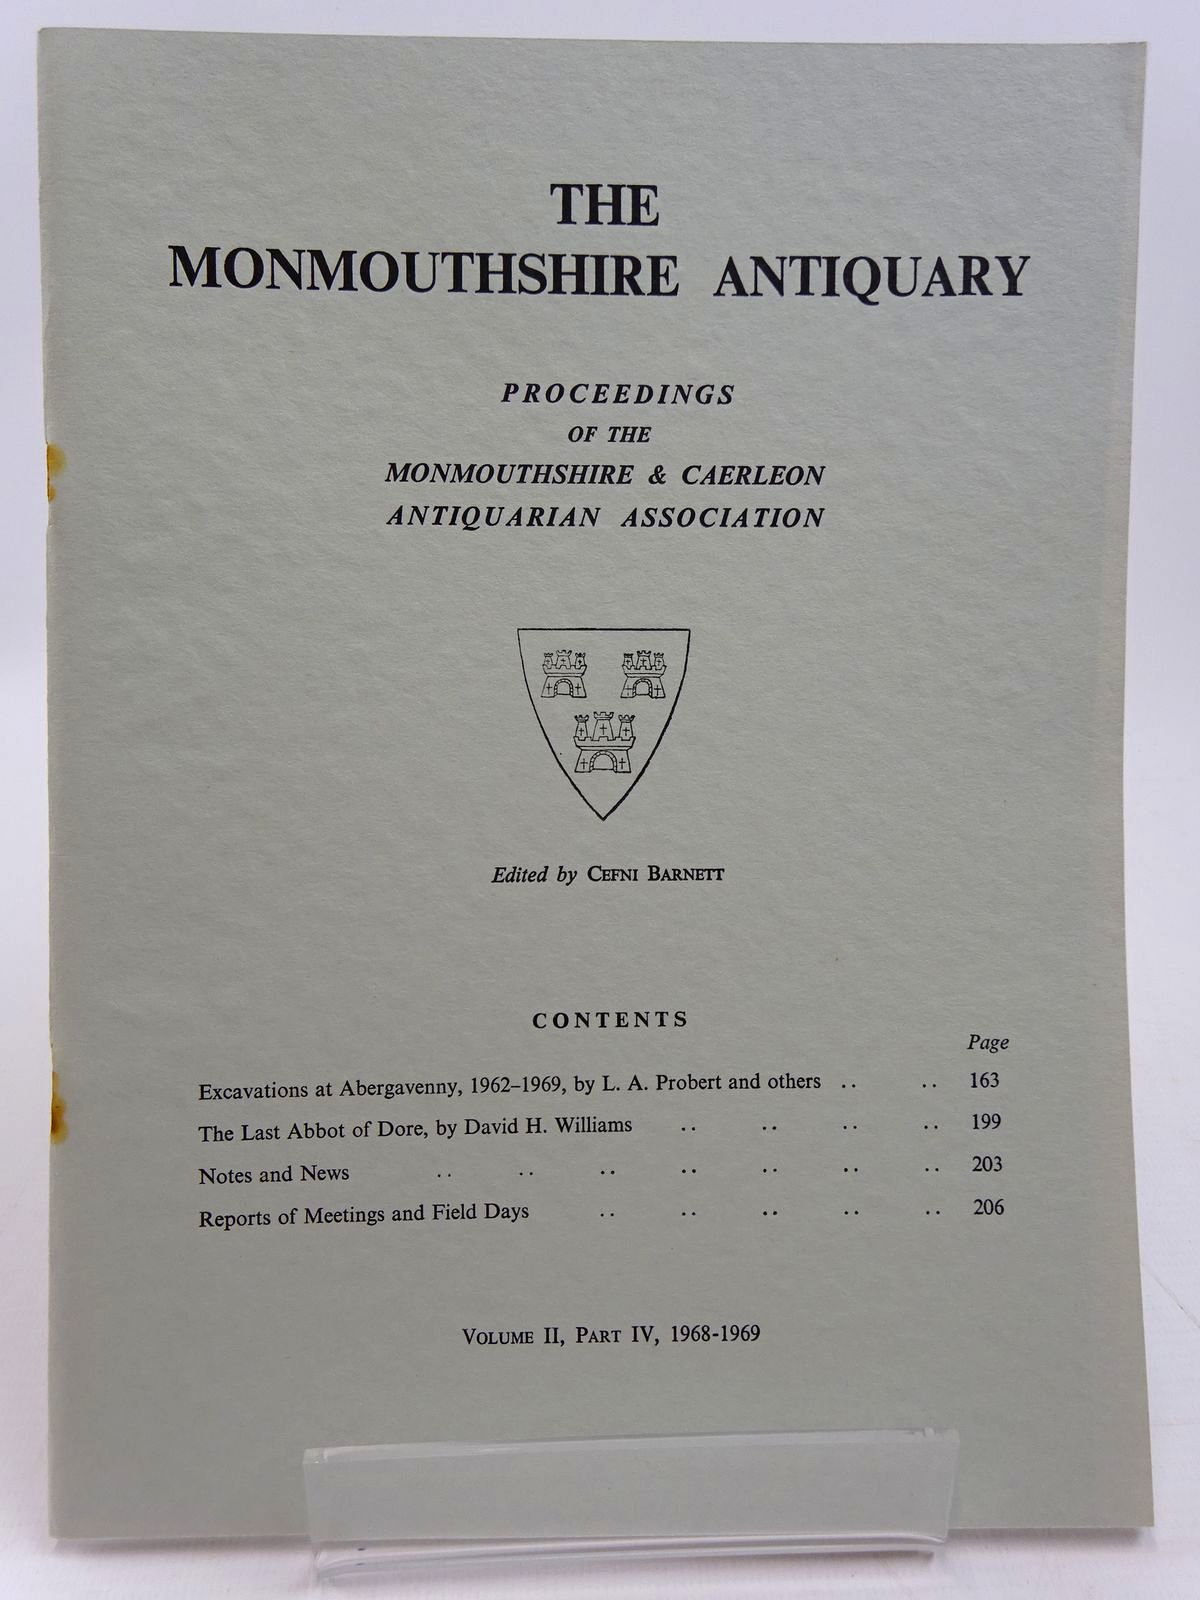 THE
MONMOUTHSHIRE ANTIQUARY
PROCEEDINGS
OF THE
MONMOUTHSHIRE & CAERLEON
ANTIQUARIAN ASSOCIATION
Edited by CEFNI BARNETT
CONTENTS
Page
Excavations at Abergavenny, 1962–1969, by L. A. Probert and others .. .. 163
The Last Abbot of Dore, by David H. Williams .. .. .. .. 199
Notes and News .. .. .. .. .. .. .. 203
Reports of Meetings and Field Days .. .. .. .. .. 206
VOLUME II, PART IV, 1968-1969